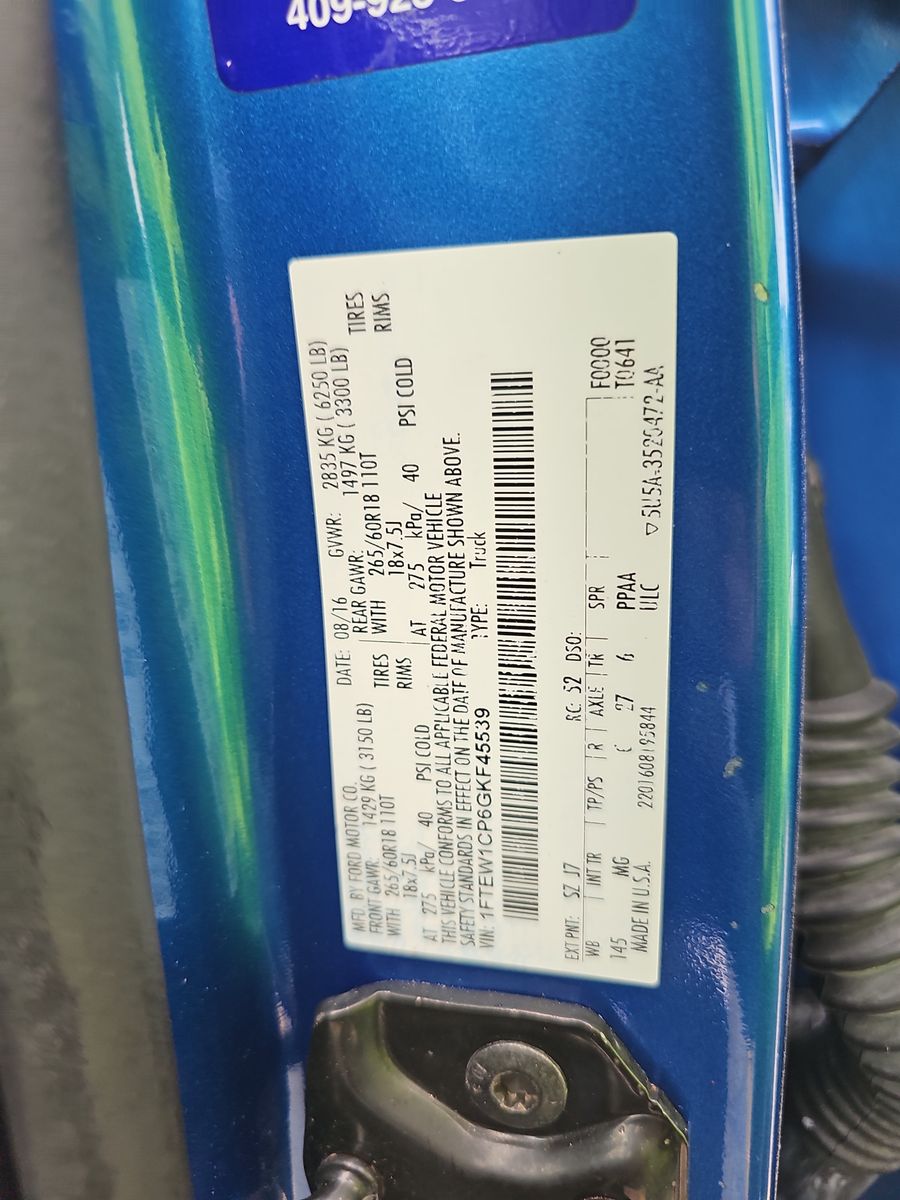 409-925-
MFD. BY FORD MOTOR CO. DATE: 08/16 GVWR: 2835 KG ( 6250 LB)
FRONT GAWR: 1429 KG ( 3150 LB) REAR GAWR: 1497 KG ( 3300 LB)
WITH 265/60R18 110T TIRES WITH 265/60R18 110T TIRES
18x7.5J RIMS 18x7.5J RIMS
AT 275 kPa/ 40 PSI COLD AT 275 kPa/ 40 PSI COLD
THIS VEHICLE CONFORMS TO ALL APPLICABLE FEDERAL MOTOR VEHICLE
SAFETY STANDARDS IN EFFECT ON THE DATE OF MANUFACTURE SHOWN ABOVE.
VIN: 1FTEW1CP6GKF45539 TYPE: Truck
EXT PNT: SZ J7 RC: 52 DSO:
WB INT TR TP/PS R AXLE TR SPR F0000
145 MG C 27 6 PPAA T0641
MADE IN U.S.A. 2201608195844 ULC
▽ 5U5A-3520472-AA